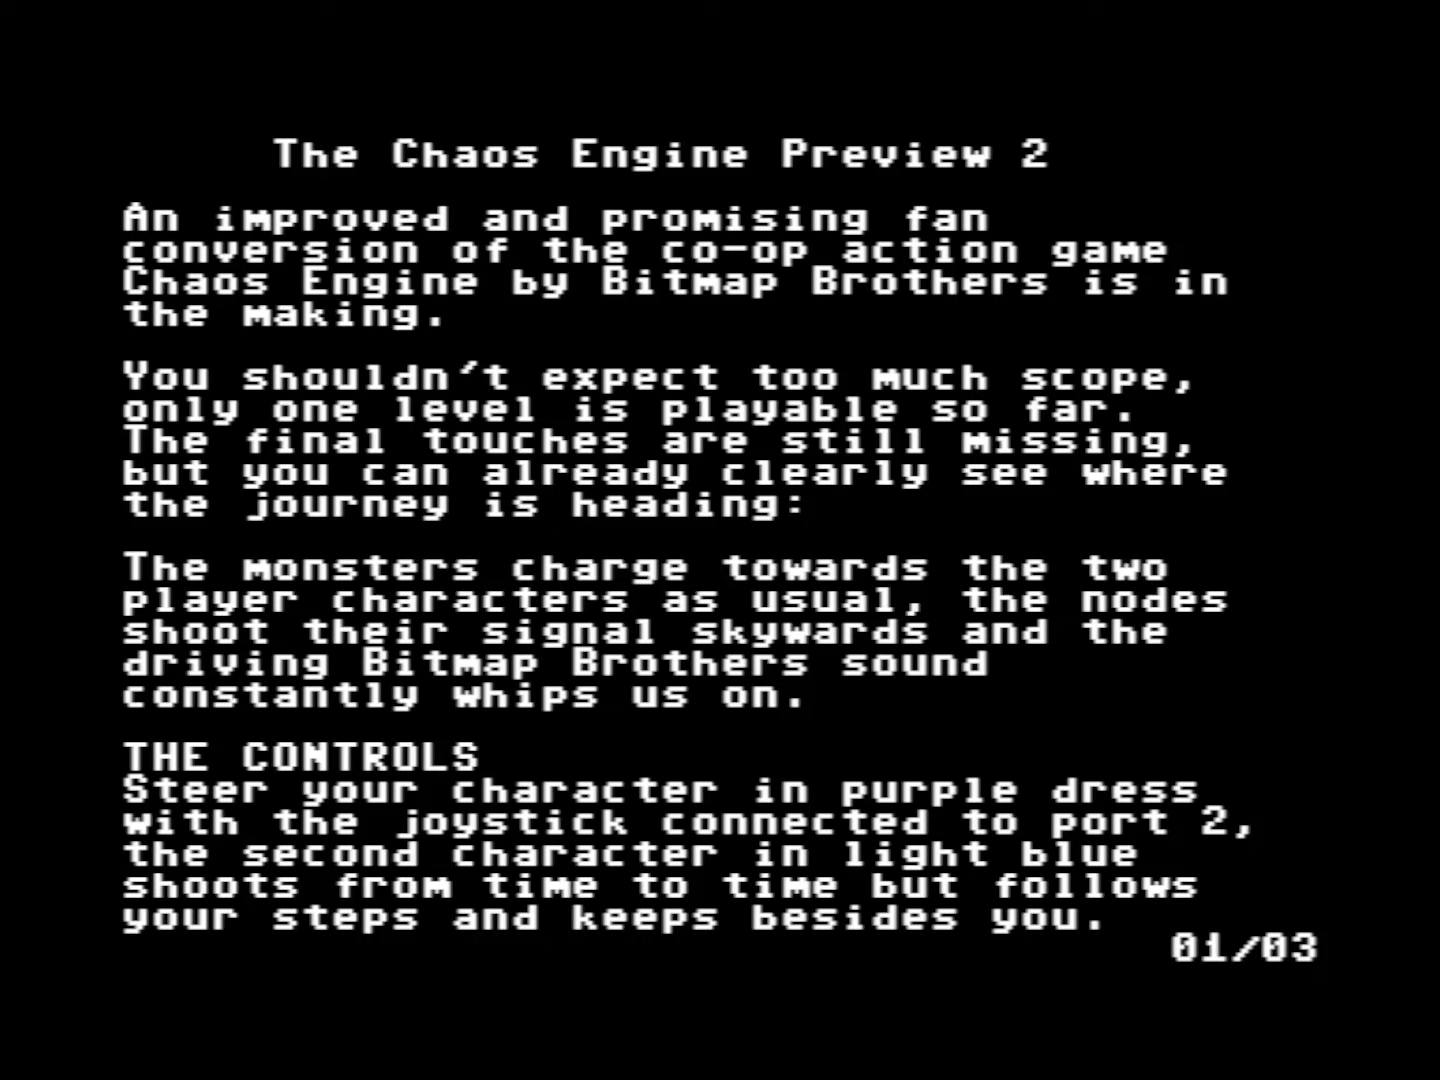 The Chaos Engine Preview 2
An improved and promising fan
conversion of the co-op action game
Chaos Engine by Bitmap Brothers is in
the making.
You shouldn't expect too much scope,
only one level is playable so far.
The final touches are still missing,
but you can already clearly see where
the journey is heading:
The monsters charge towards the two
player characters as usual, the nodes
shoot their signal skywards and the
driving Bitmap Brothers sound
constantly whips us on.
THE CONTROLS
Steer your character in purple dress
with the joystick connected to port 2,
the second character in light blue
shoots from time to time but follows
your steps and keeps besides you.
01/03